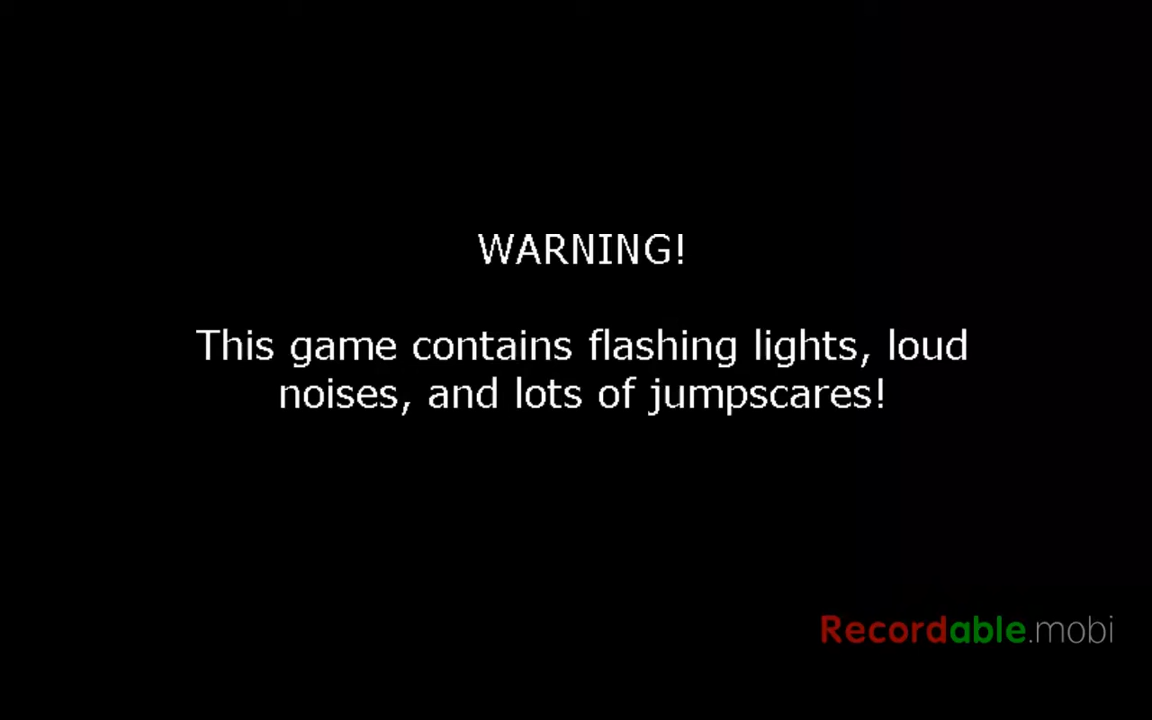 WARNING!
This game contains flashing lights, loud
noises, and lots of jumpscares!
Recordable.mobi